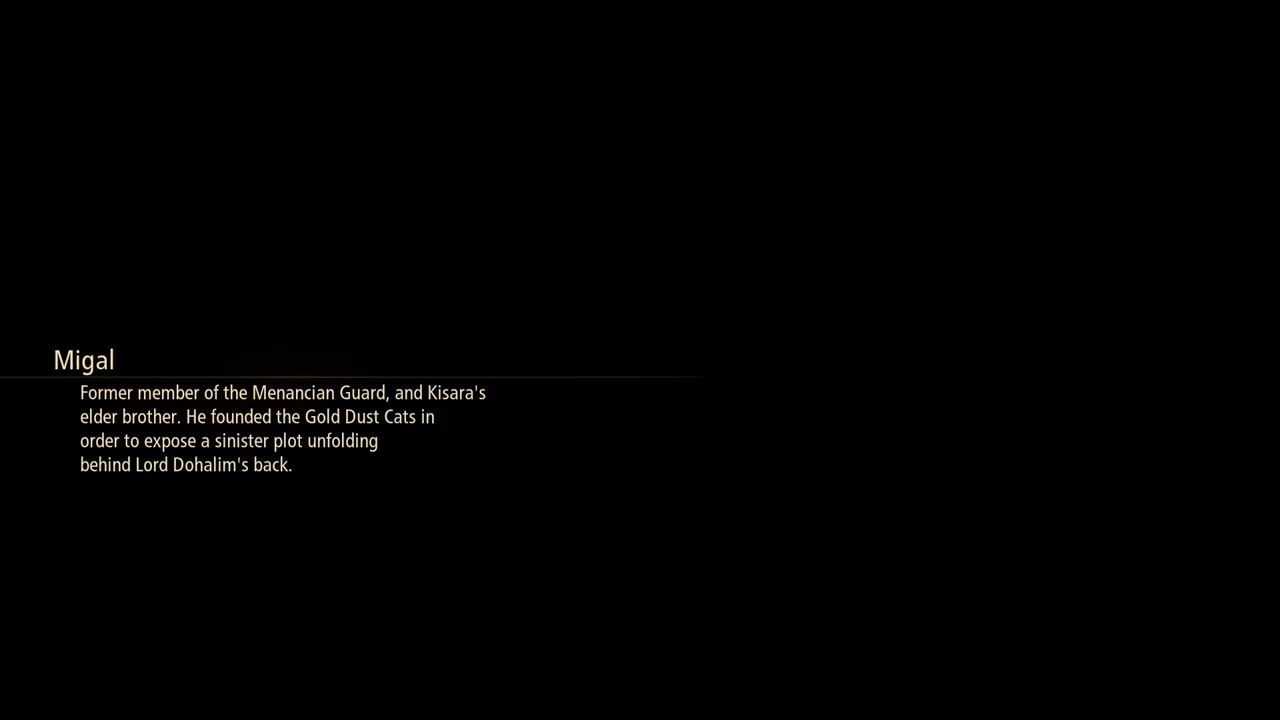 Migal
Former member of the Menancian Guard, and Kisara's
elder brother. He founded the Gold Dust Cats in
order to expose a sinister plot unfolding
behind Lord Dohalim's back.